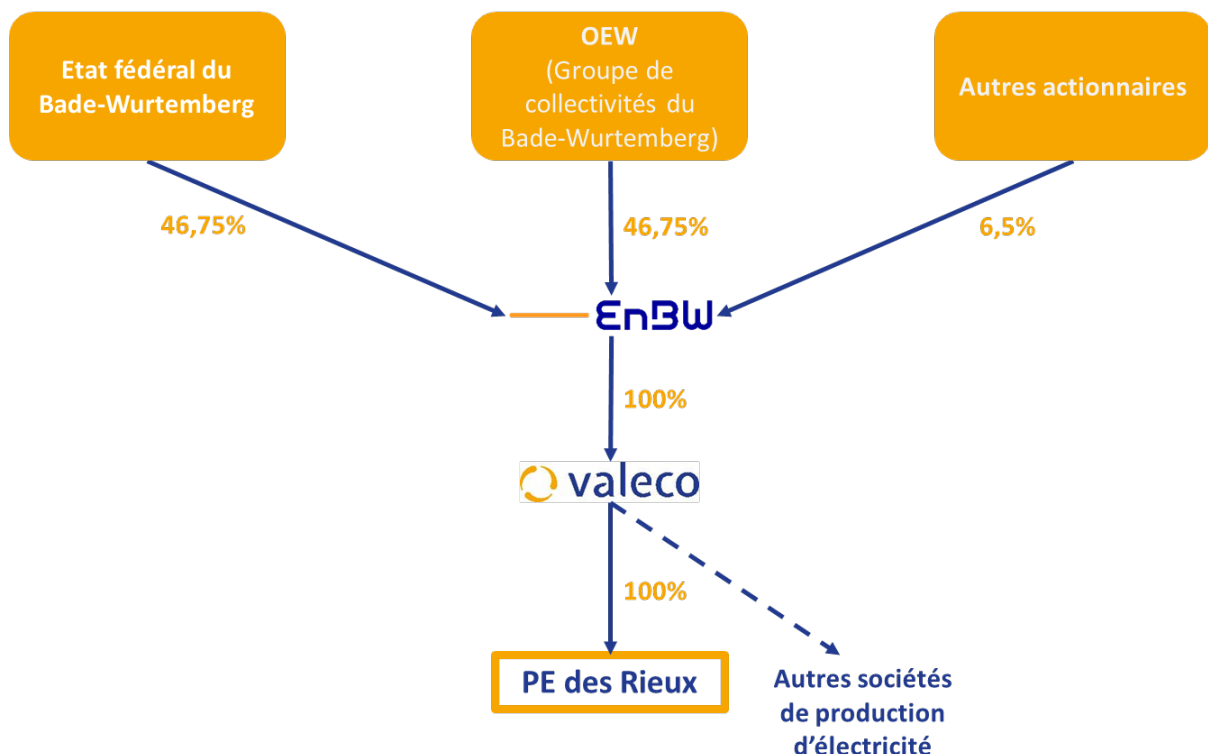 Etat fédéral du
Bade-Wurtemberg
OEW
(Groupe de
collectivités du
Bade-Wurtemberg)
Autres actionnaires
46,75%
46,75%
6,5%
EnBW
100%
valeco
100%
PE des Rieux
Autres sociétés
de production
d'électricité